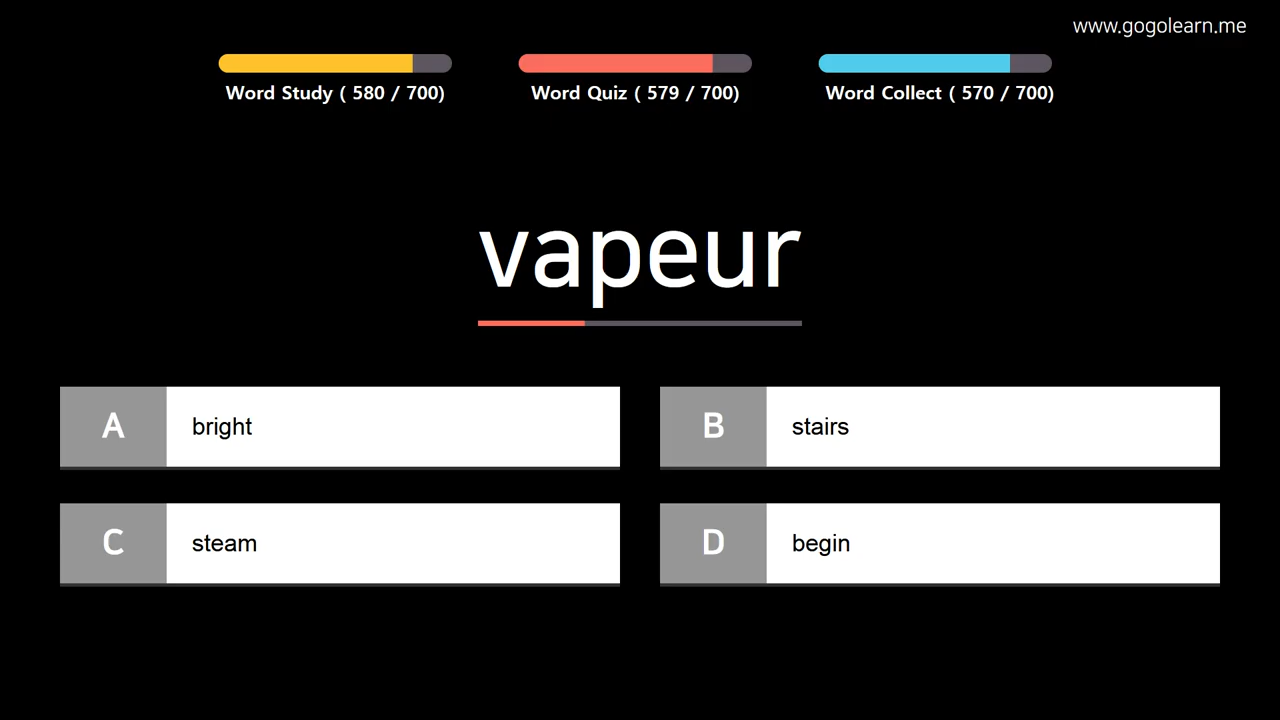 www.gogolearn.me
Word Study ( 580 / 700)
Word Quiz ( 579 / 700)
Word Collect ( 570 / 700)
vapeur
A bright
B stairs
C steam
D begin